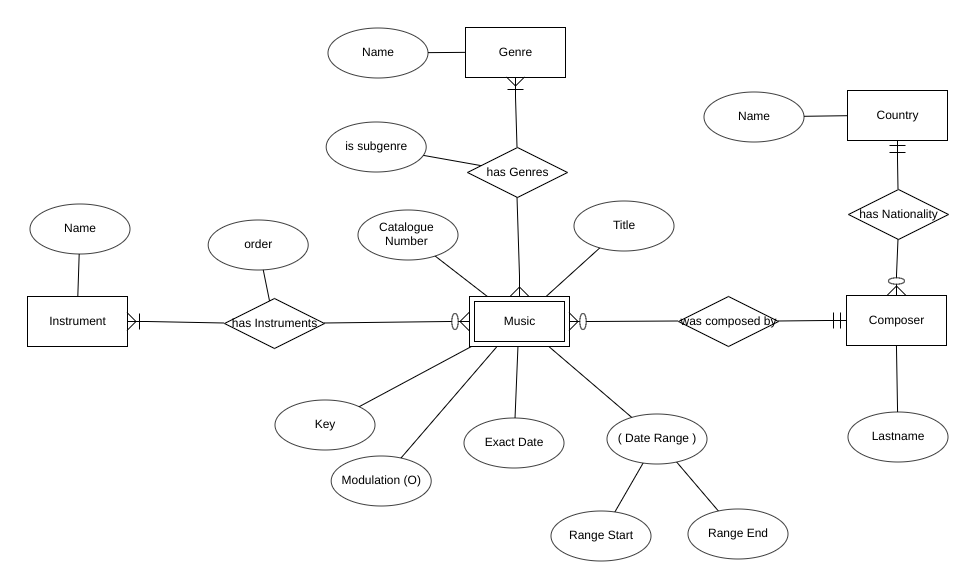 Name
Genre
Name
Country
is subgenre
has Genres
Name
order
Catalogue
Number
Title
has Nationality
Instrument
has Instruments
Music
was composed by
Composer
Key
Exact Date
( Date Range )
Lastname
Modulation (O)
Range Start
Range End